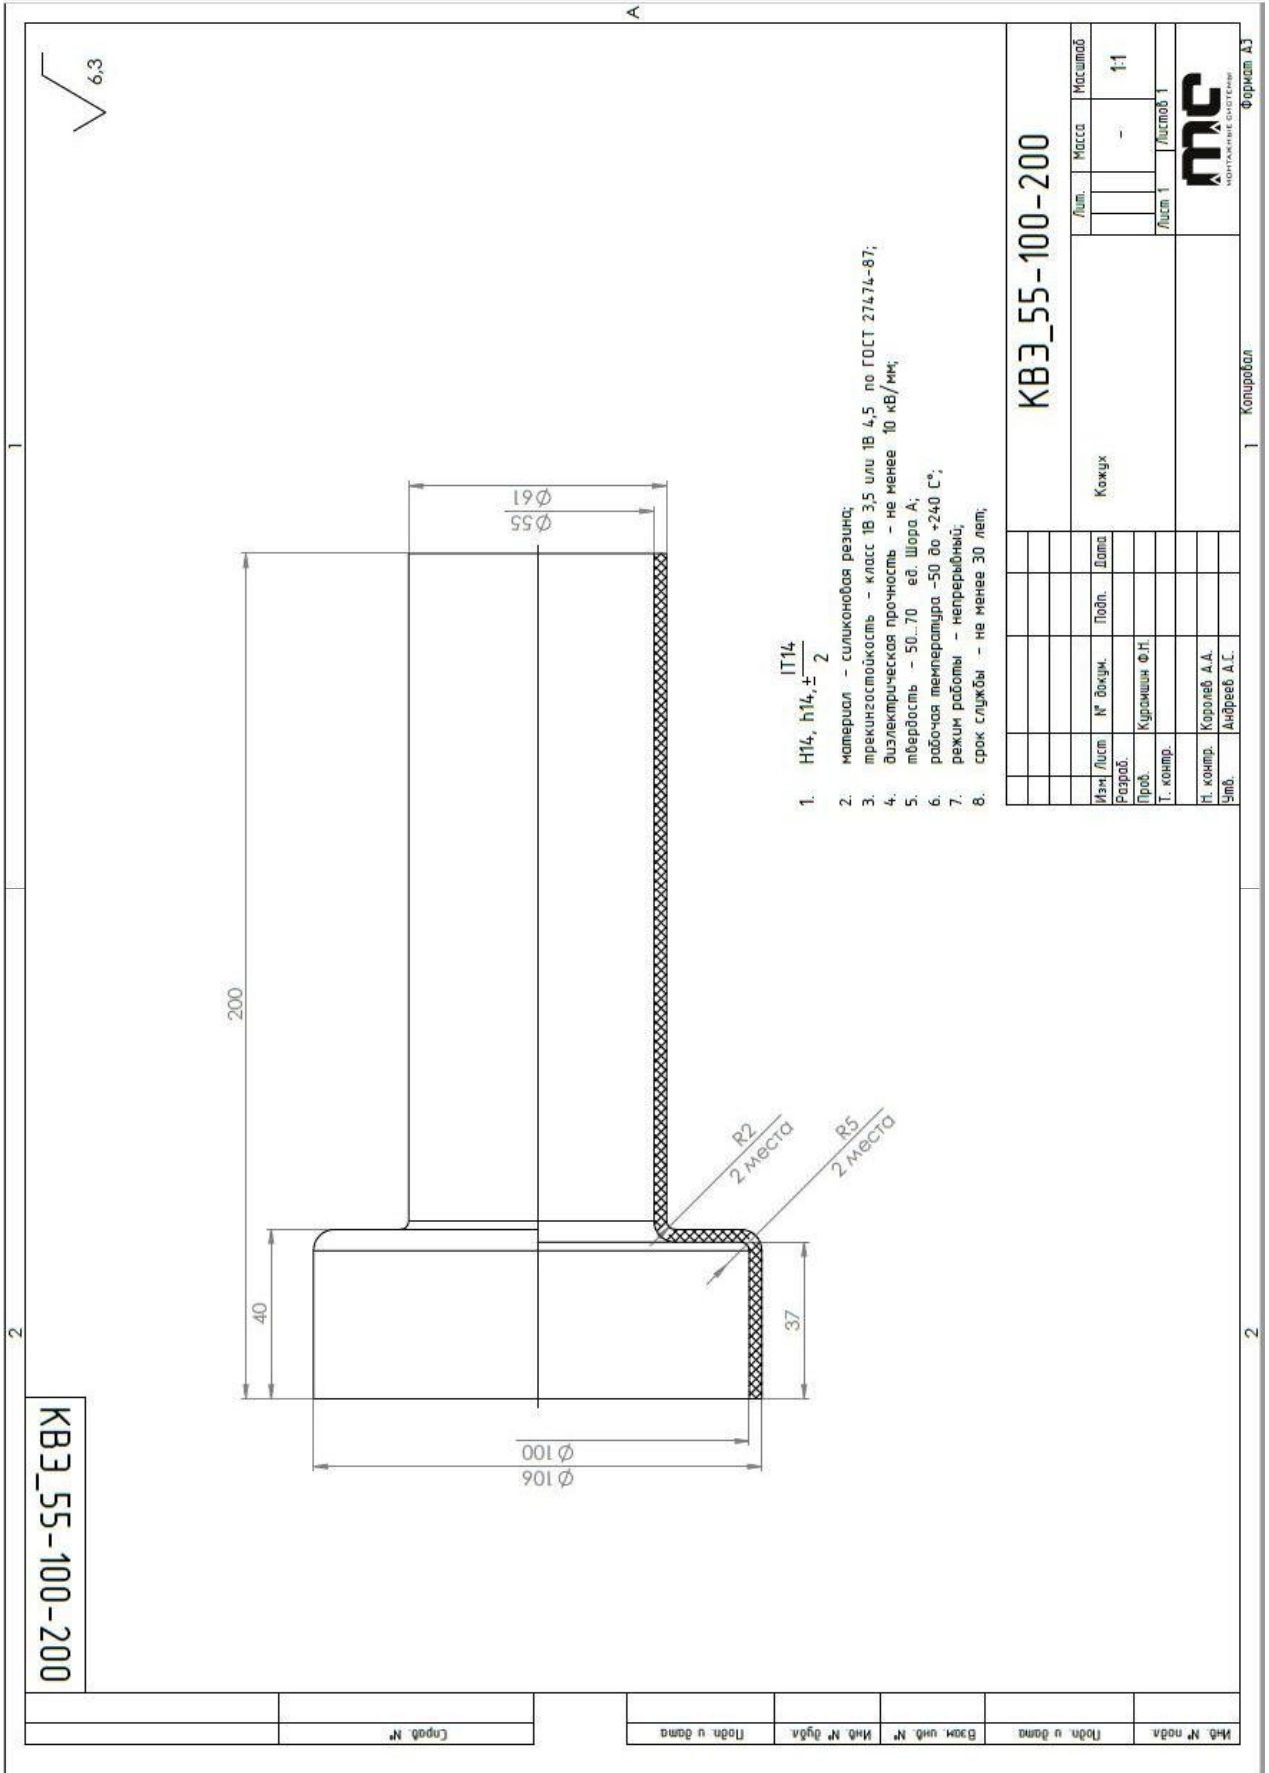 КВЭ_55-100-200
6,3
A
1
2
200
40
37
Ø106
Ø100
Ø61
Ø55
R2
2 места
R5
2 места
1. H14, h14, ± IT14
2
2. материал - силиконовая резина;
3. трекингостойкость - класс 1В 3,5 или 1В 4,5 по ГОСТ 27474-87;
4. диэлектрическая прочность - не менее 10 кВ/мм;
5. твердость - 50...70 ед. Шора А;
6. рабочая температура -50 до +240 С°;
7. режим работы - непрерывный;
8. срок службы - не менее 30 лет;
КВЭ_55-100-200
Изм. Лист № докум. Подп. Дата
Разраб.
Пров. Курамшин Ф.Н.
Т. контр.
Н. контр. Королев А.А.
Утв. Андреев А.С.
Кожух
Лит. Масса Масштаб
- 1:1
Лист 1 Листов 1
МС
МОНТАЖНЫЕ СИСТЕМЫ
2
1
Копировал
Формат А3
Справ. №
Подп. и дата
Инв. № дубл.
Взам. инв. №
Подп. и дата
Инв. № подл.